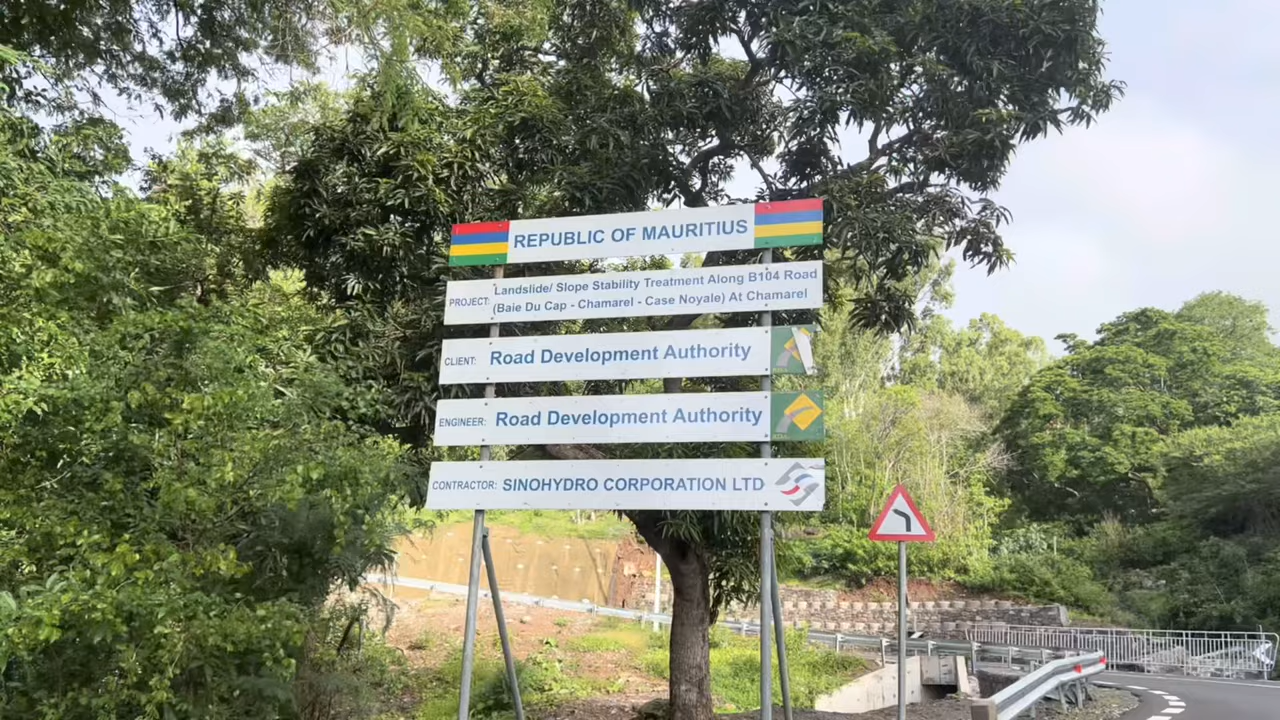 REPUBLIC OF MAURITIUS
PROJECT: Landslide/ Slope Stability Treatment Along B104 Road
(Baie Du Cap - Chamarel - Case Noyale) At Chamarel
CLIENT: Road Development Authority
ENGINEER: Road Development Authority
CONTRACTOR: SINOHYDRO CORPORATION LTD